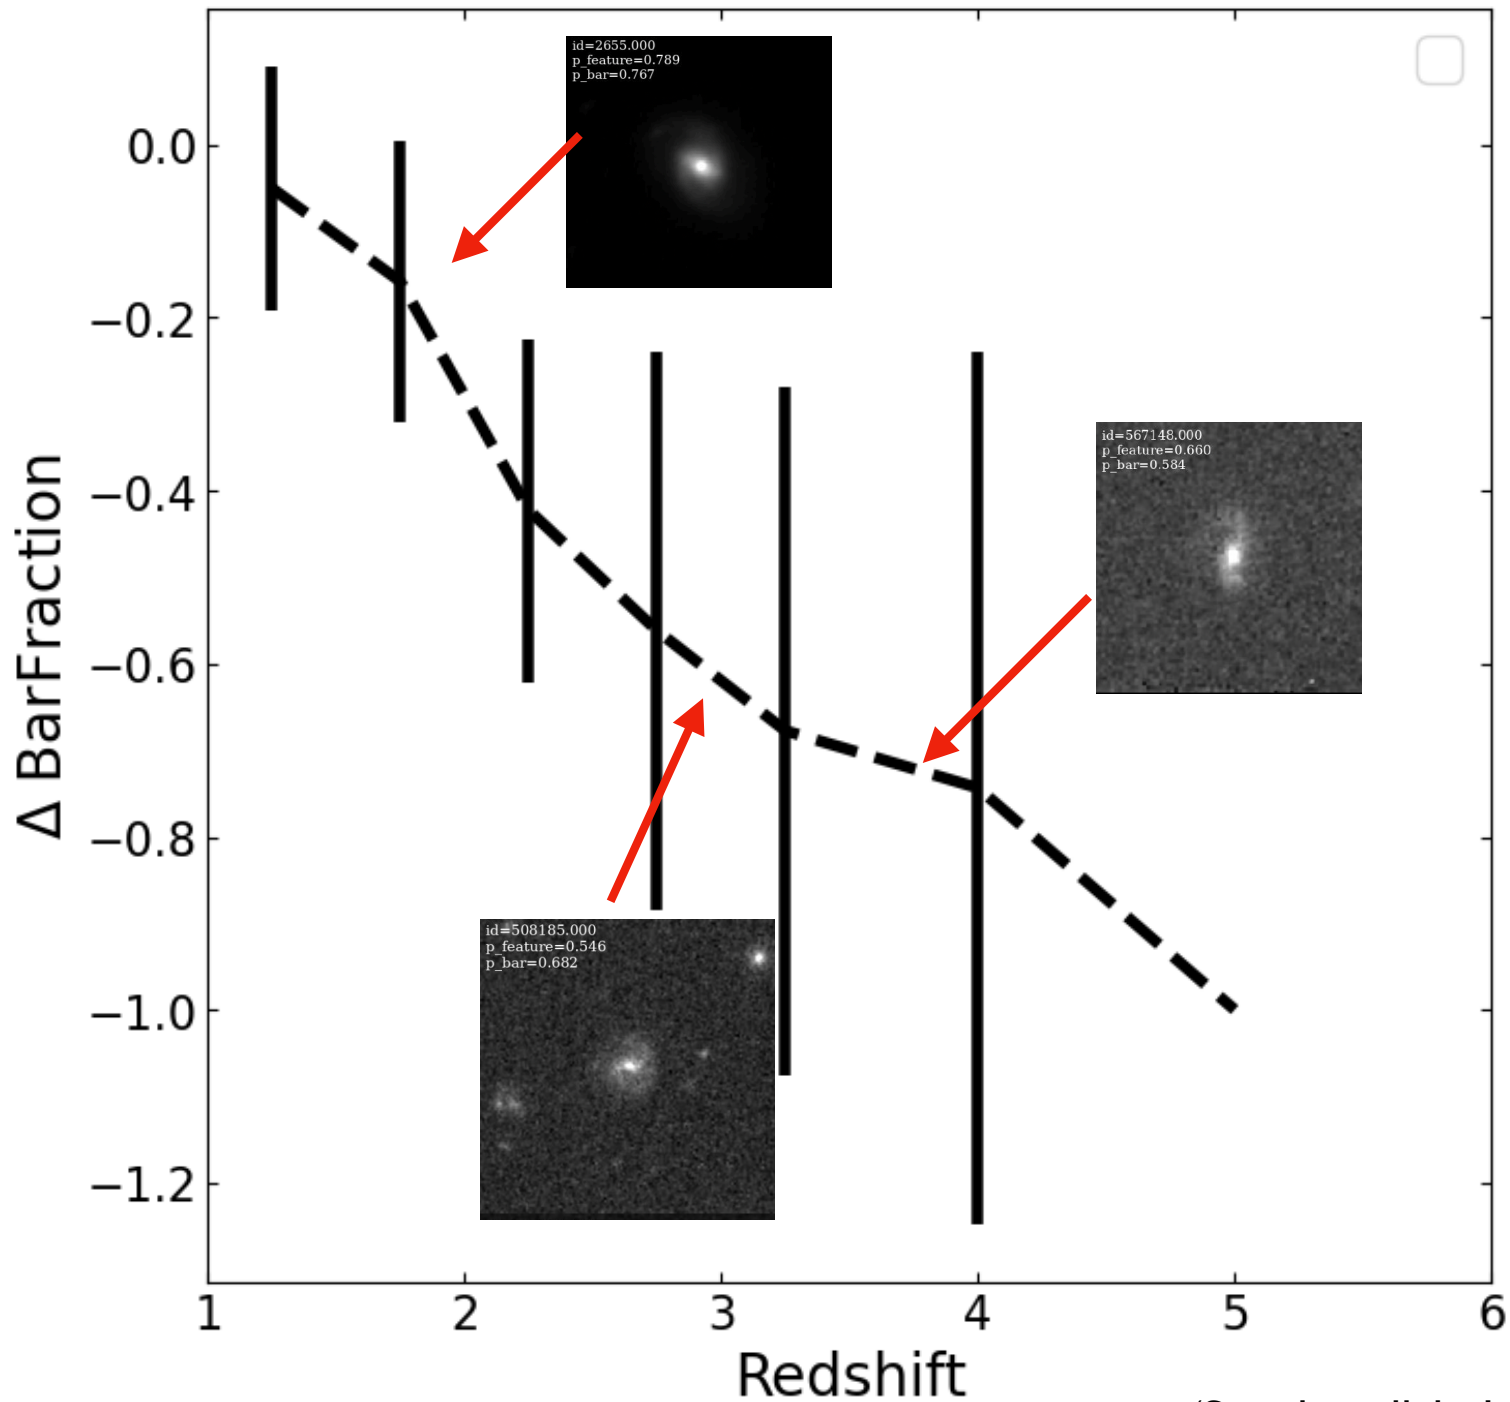 id=2655.000
p_feature=0.789
p_bar=0.767
0.0
−0.2
−0.4
−0.6
−0.8
−1.0
−1.2
Δ BarFraction
id=567148.000
p_feature=0.660
p_bar=0.584
id=508185.000
p_feature=0.546
p_bar=0.682
1 2 3 4 5 6
Redshift